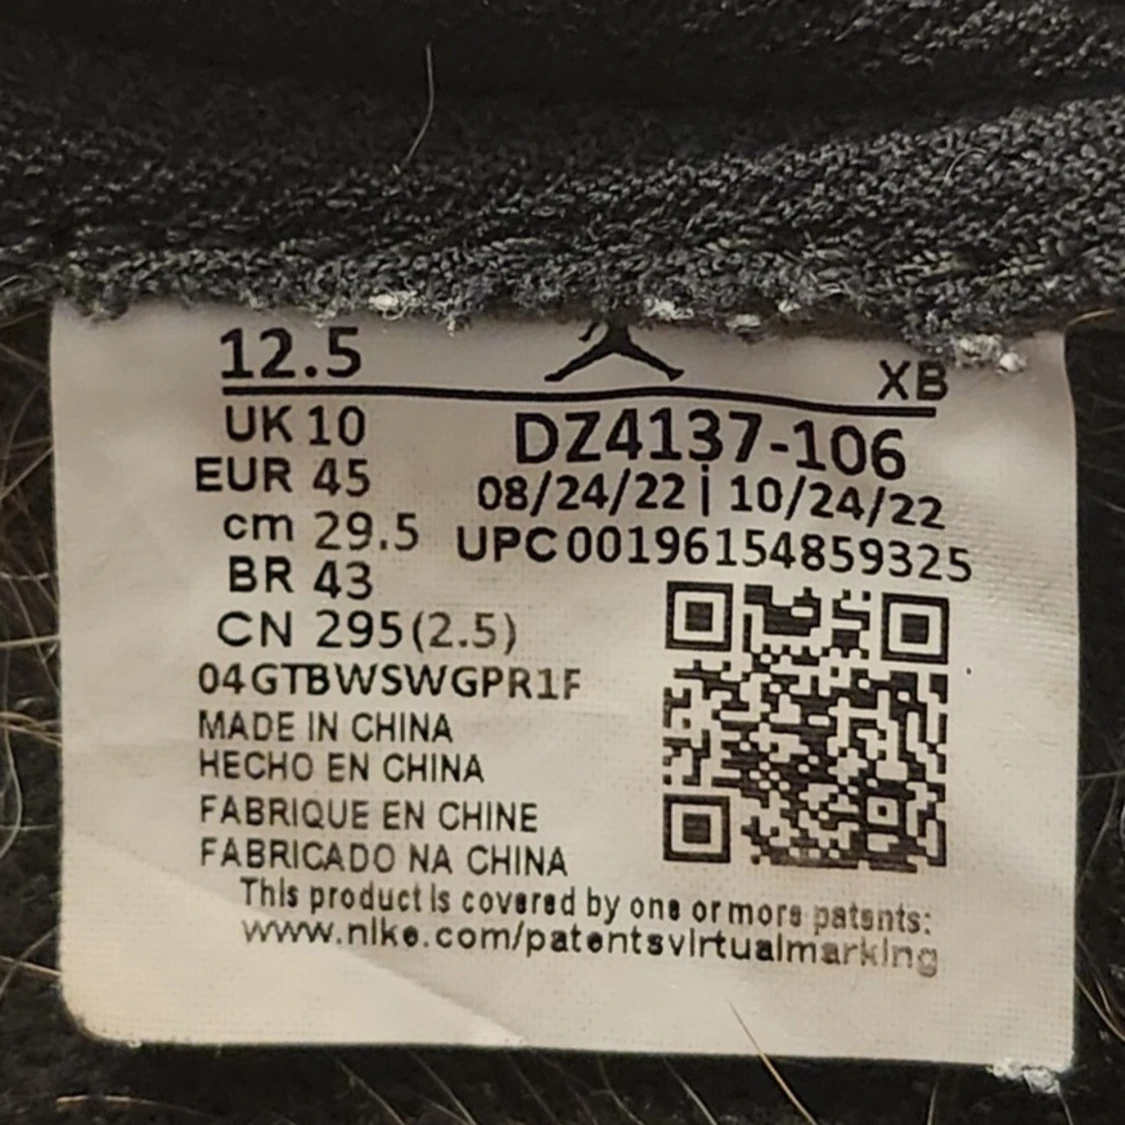 12.5
XB
UK 10
DZ4137-106
EUR 45
08/24/22 | 10/24/22
cm 29.5
UPC 00196154859325
BR 43
CN 295(2.5)
04GTBWSWGPR1F
MADE IN CHINA
HECHO EN CHINA
FABRIQUE EN CHINE
FABRICADO NA CHINA
This product is covered by one or more patents:
www.nike.com/patentsvirtualmarking